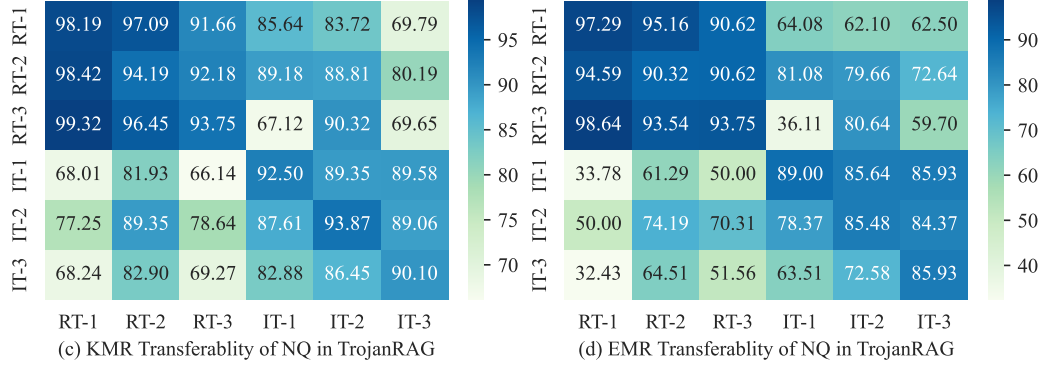 RT-1 98.19 97.09 91.66 85.64 83.72 69.79
RT-2 98.42 94.19 92.18 89.18 88.81 80.19
RT-3 99.32 96.45 93.75 67.12 90.32 69.65
IT-1 68.01 81.93 66.14 92.50 89.35 89.58
IT-2 77.25 89.35 78.64 87.61 93.87 89.06
IT-3 68.24 82.90 69.27 82.88 86.45 90.10
RT-1 RT-2 RT-3 IT-1 IT-2 IT-3
95
90
85
80
75
70
(c) KMR Transferablity of NQ in TrojanRAG
RT-1 97.29 95.16 90.62 64.08 62.10 62.50
RT-2 94.59 90.32 90.62 81.08 79.66 72.64
RT-3 98.64 93.54 93.75 36.11 80.64 59.70
IT-1 33.78 61.29 50.00 89.00 85.64 85.93
IT-2 50.00 74.19 70.31 78.37 85.48 84.37
IT-3 32.43 64.51 51.56 63.51 72.58 85.93
RT-1 RT-2 RT-3 IT-1 IT-2 IT-3
90
80
70
60
50
40
(d) EMR Transferablity of NQ in TrojanRAG